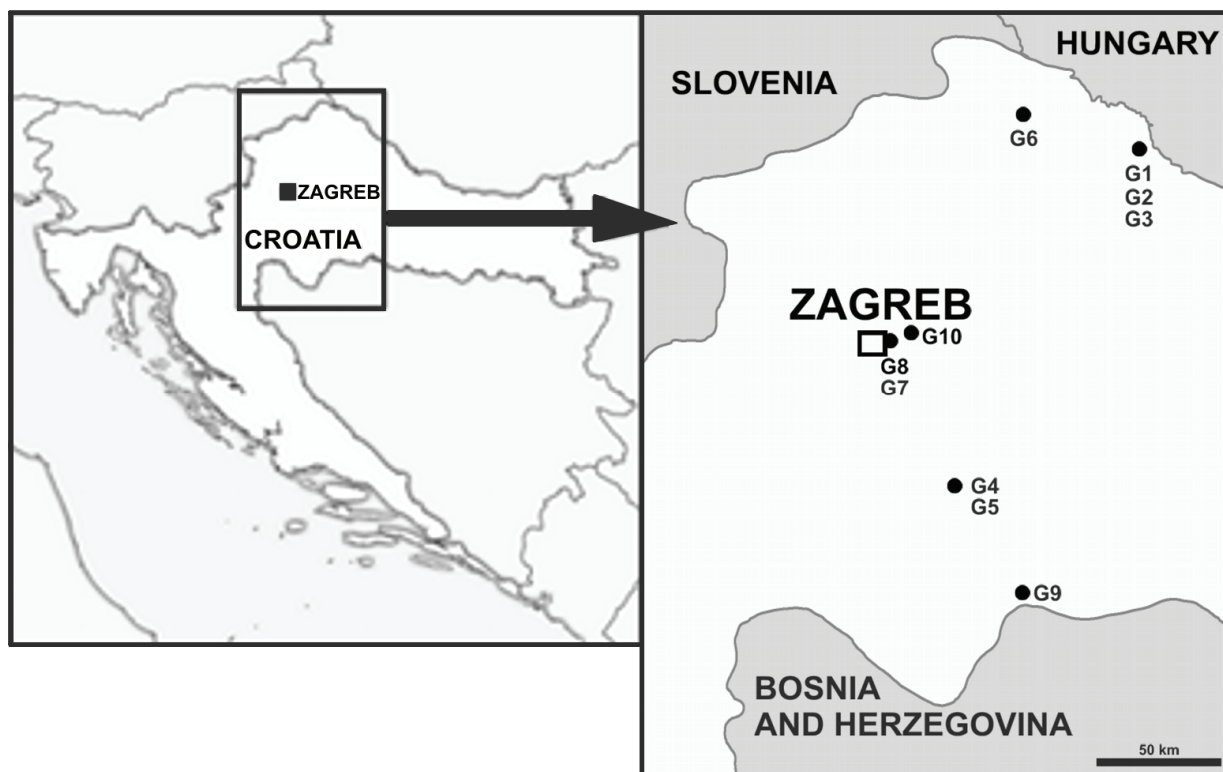 ZAGREB
CROATIA
SLOVENIA
HUNGARY
G6
G1
G2
G3
ZAGREB
G10
G8
G7
G4
G5
G9
BOSNIA
AND HERZEGOVINA
50 km